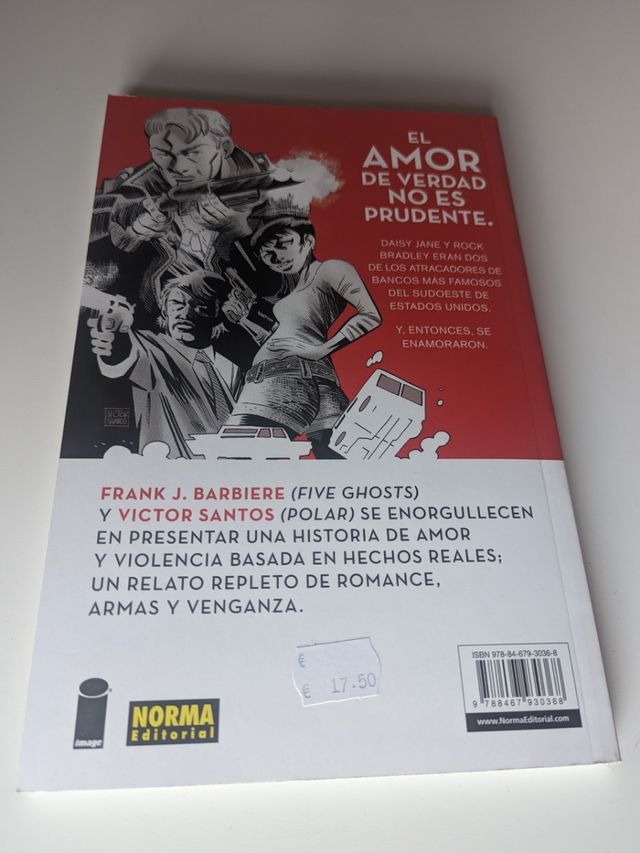 EL
AMOR
DE VERDAD
NO ES
PRUDENTE.
DAISY JANE Y ROCK
BRADLEY ERAN DOS
DE LOS ATRACADORES DE
BANCOS MÁS FAMOSOS
DEL SUDOESTE DE
ESTADOS UNIDOS.
Y, ENTONCES, SE
ENAMORARON.
VICTOR
SANTOS
FRANK J. BARBIERE (FIVE GHOSTS)
Y VICTOR SANTOS (POLAR) SE ENORGULLECEN
EN PRESENTAR UNA HISTORIA DE AMOR
Y VIOLENCIA BASADA EN HECHOS REALES;
UN RELATO REPLETO DE ROMANCE,
ARMAS Y VENGANZA.
€
€ 17.50
image
NORMA
Editorial
ISBN 978-84-679-3036-8
9 788467 930368
www.NormaEditorial.com